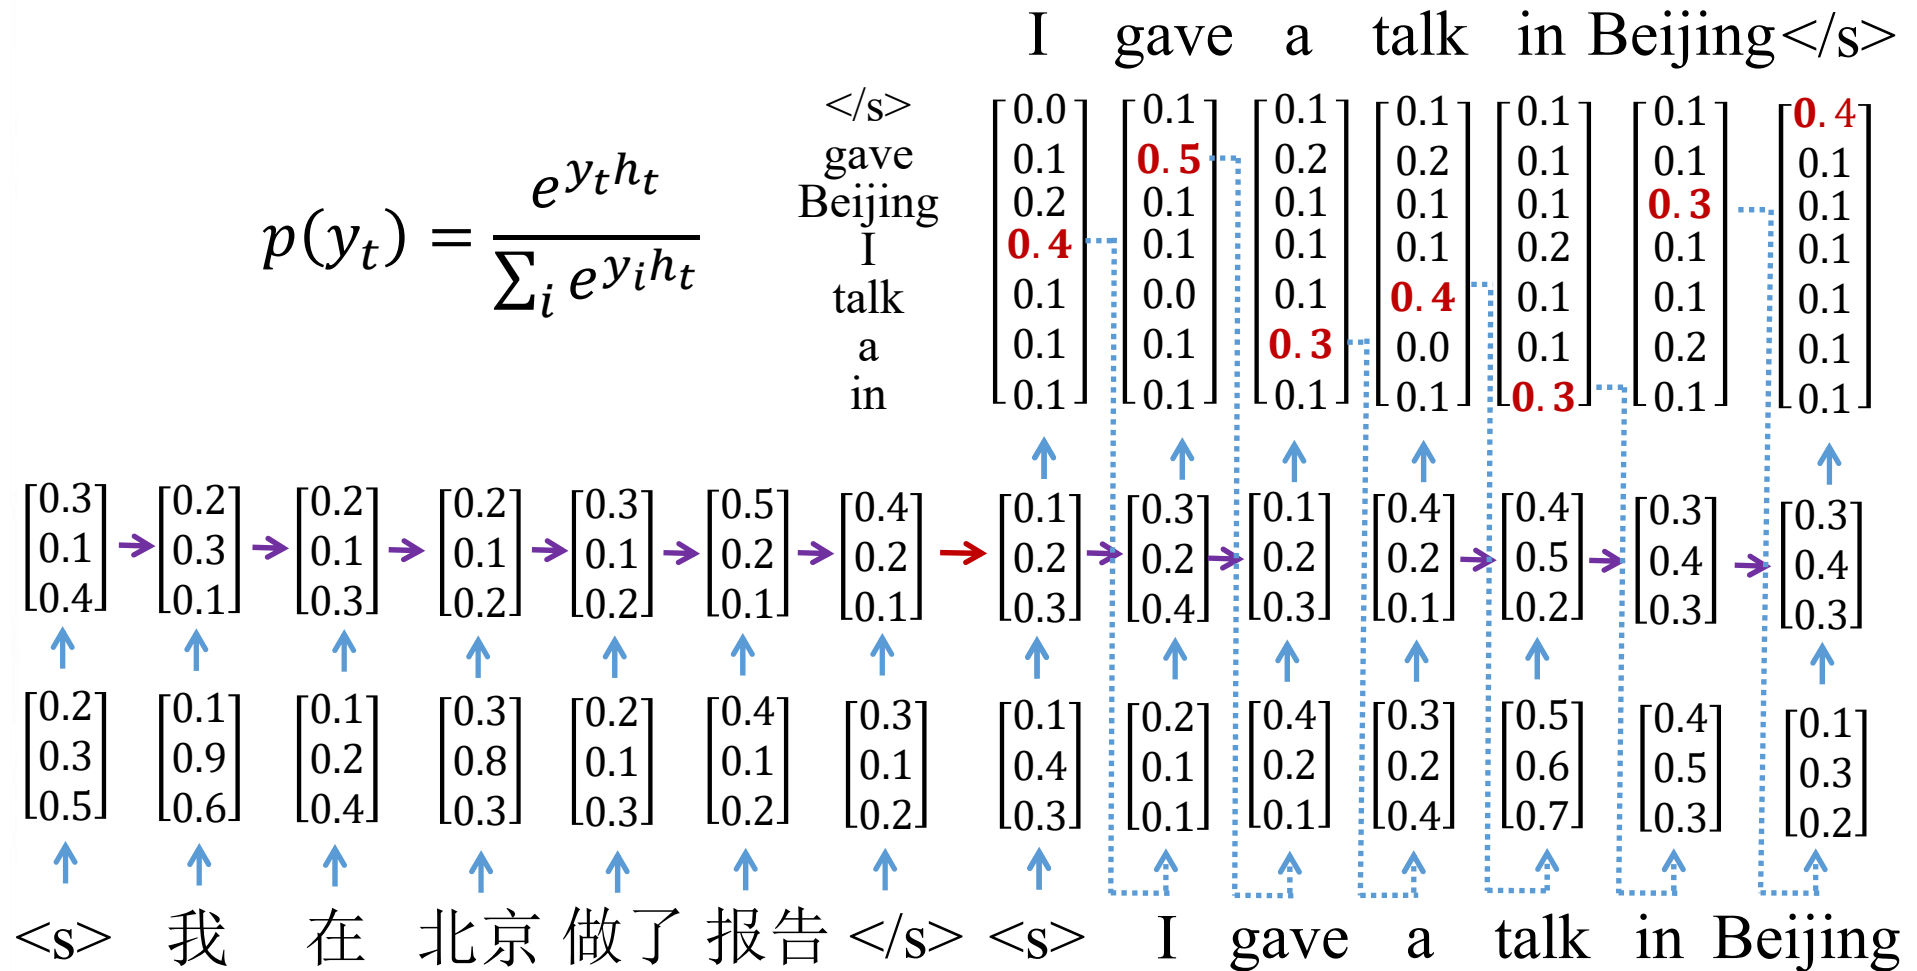 I gave a talk in Beijing </s>
</s> [0.0 0.1 0.1 0.1 0.1 0.1 0.4]
gave [0.1 0.5 0.2 0.2 0.1 0.1 0.1]
Beijing [0.2 0.1 0.1 0.1 0.1 0.3 0.1]
I [0.4 0.1 0.1 0.1 0.2 0.1 0.1]
talk [0.1 0.0 0.1 0.4 0.1 0.1 0.1]
a [0.1 0.1 0.3 0.0 0.1 0.2 0.1]
in [0.1 0.1 0.1 0.1 0.3 0.1 0.1]
p(y_t) = e^{y_t h_t} / ∑_i e^{y_i h_t}
0.3 0.2 0.2 0.2 0.3 0.5 0.4 0.1 0.3 0.1 0.4 0.4 0.3 0.3
0.1 0.3 0.1 0.1 0.1 0.2 0.2 0.2 0.2 0.2 0.2 0.5 0.4 0.4
0.4 0.1 0.3 0.2 0.2 0.1 0.1 0.3 0.4 0.3 0.1 0.2 0.3 0.3
0.2 0.1 0.1 0.3 0.2 0.4 0.3 0.1 0.2 0.4 0.3 0.5 0.4 0.1
0.3 0.9 0.2 0.8 0.1 0.1 0.1 0.4 0.1 0.2 0.2 0.6 0.5 0.3
0.5 0.6 0.4 0.3 0.3 0.2 0.2 0.3 0.1 0.1 0.4 0.7 0.3 0.2
<s> 我 在 北京 做了 报告 </s> <s> I gave a talk in Beijing